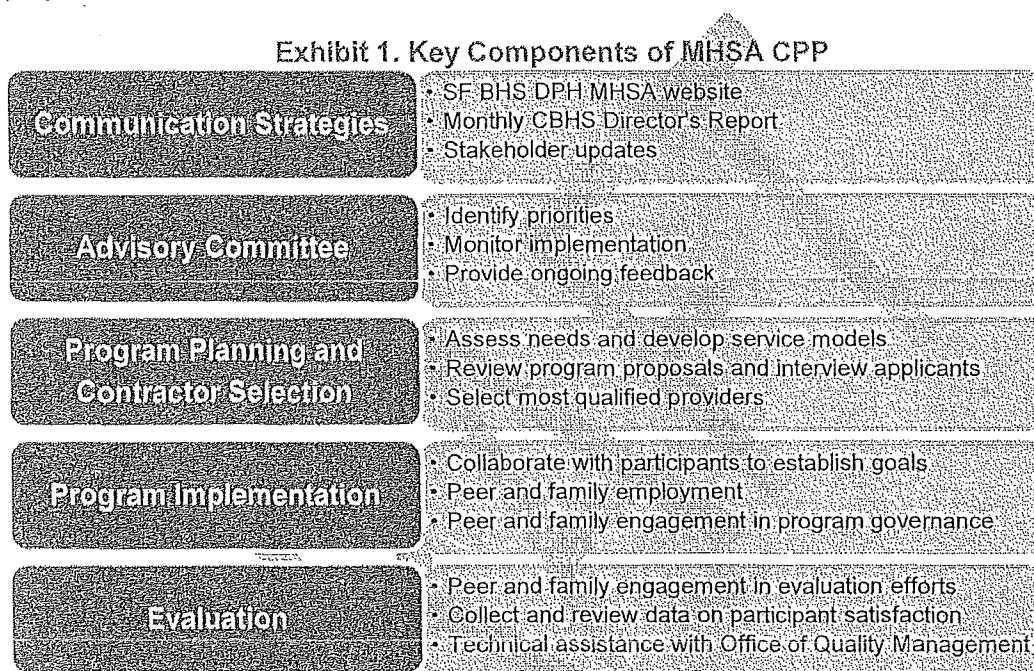 Exhibit 1. Key Components of MHSA CPP
Communication Strategies
• SF BHS DPH MHSA website
• Monthly CBHS Director's Report
• Stakeholder updates
Advisory Committee
• Identify priorities
• Monitor implementation
• Provide ongoing feedback
Program Planning and
Contractor Selection
• Assess needs and develop service models
• Review program proposals and interview applicants
• Select most qualified providers
Program Implementation
• Collaborate with participants to establish goals
• Peer and family employment
• Peer and family engagement in program governance
Evaluation
• Peer and family engagement in evaluation efforts
• Collect and review data on participant satisfaction
• Technical assistance with Office of Quality Management